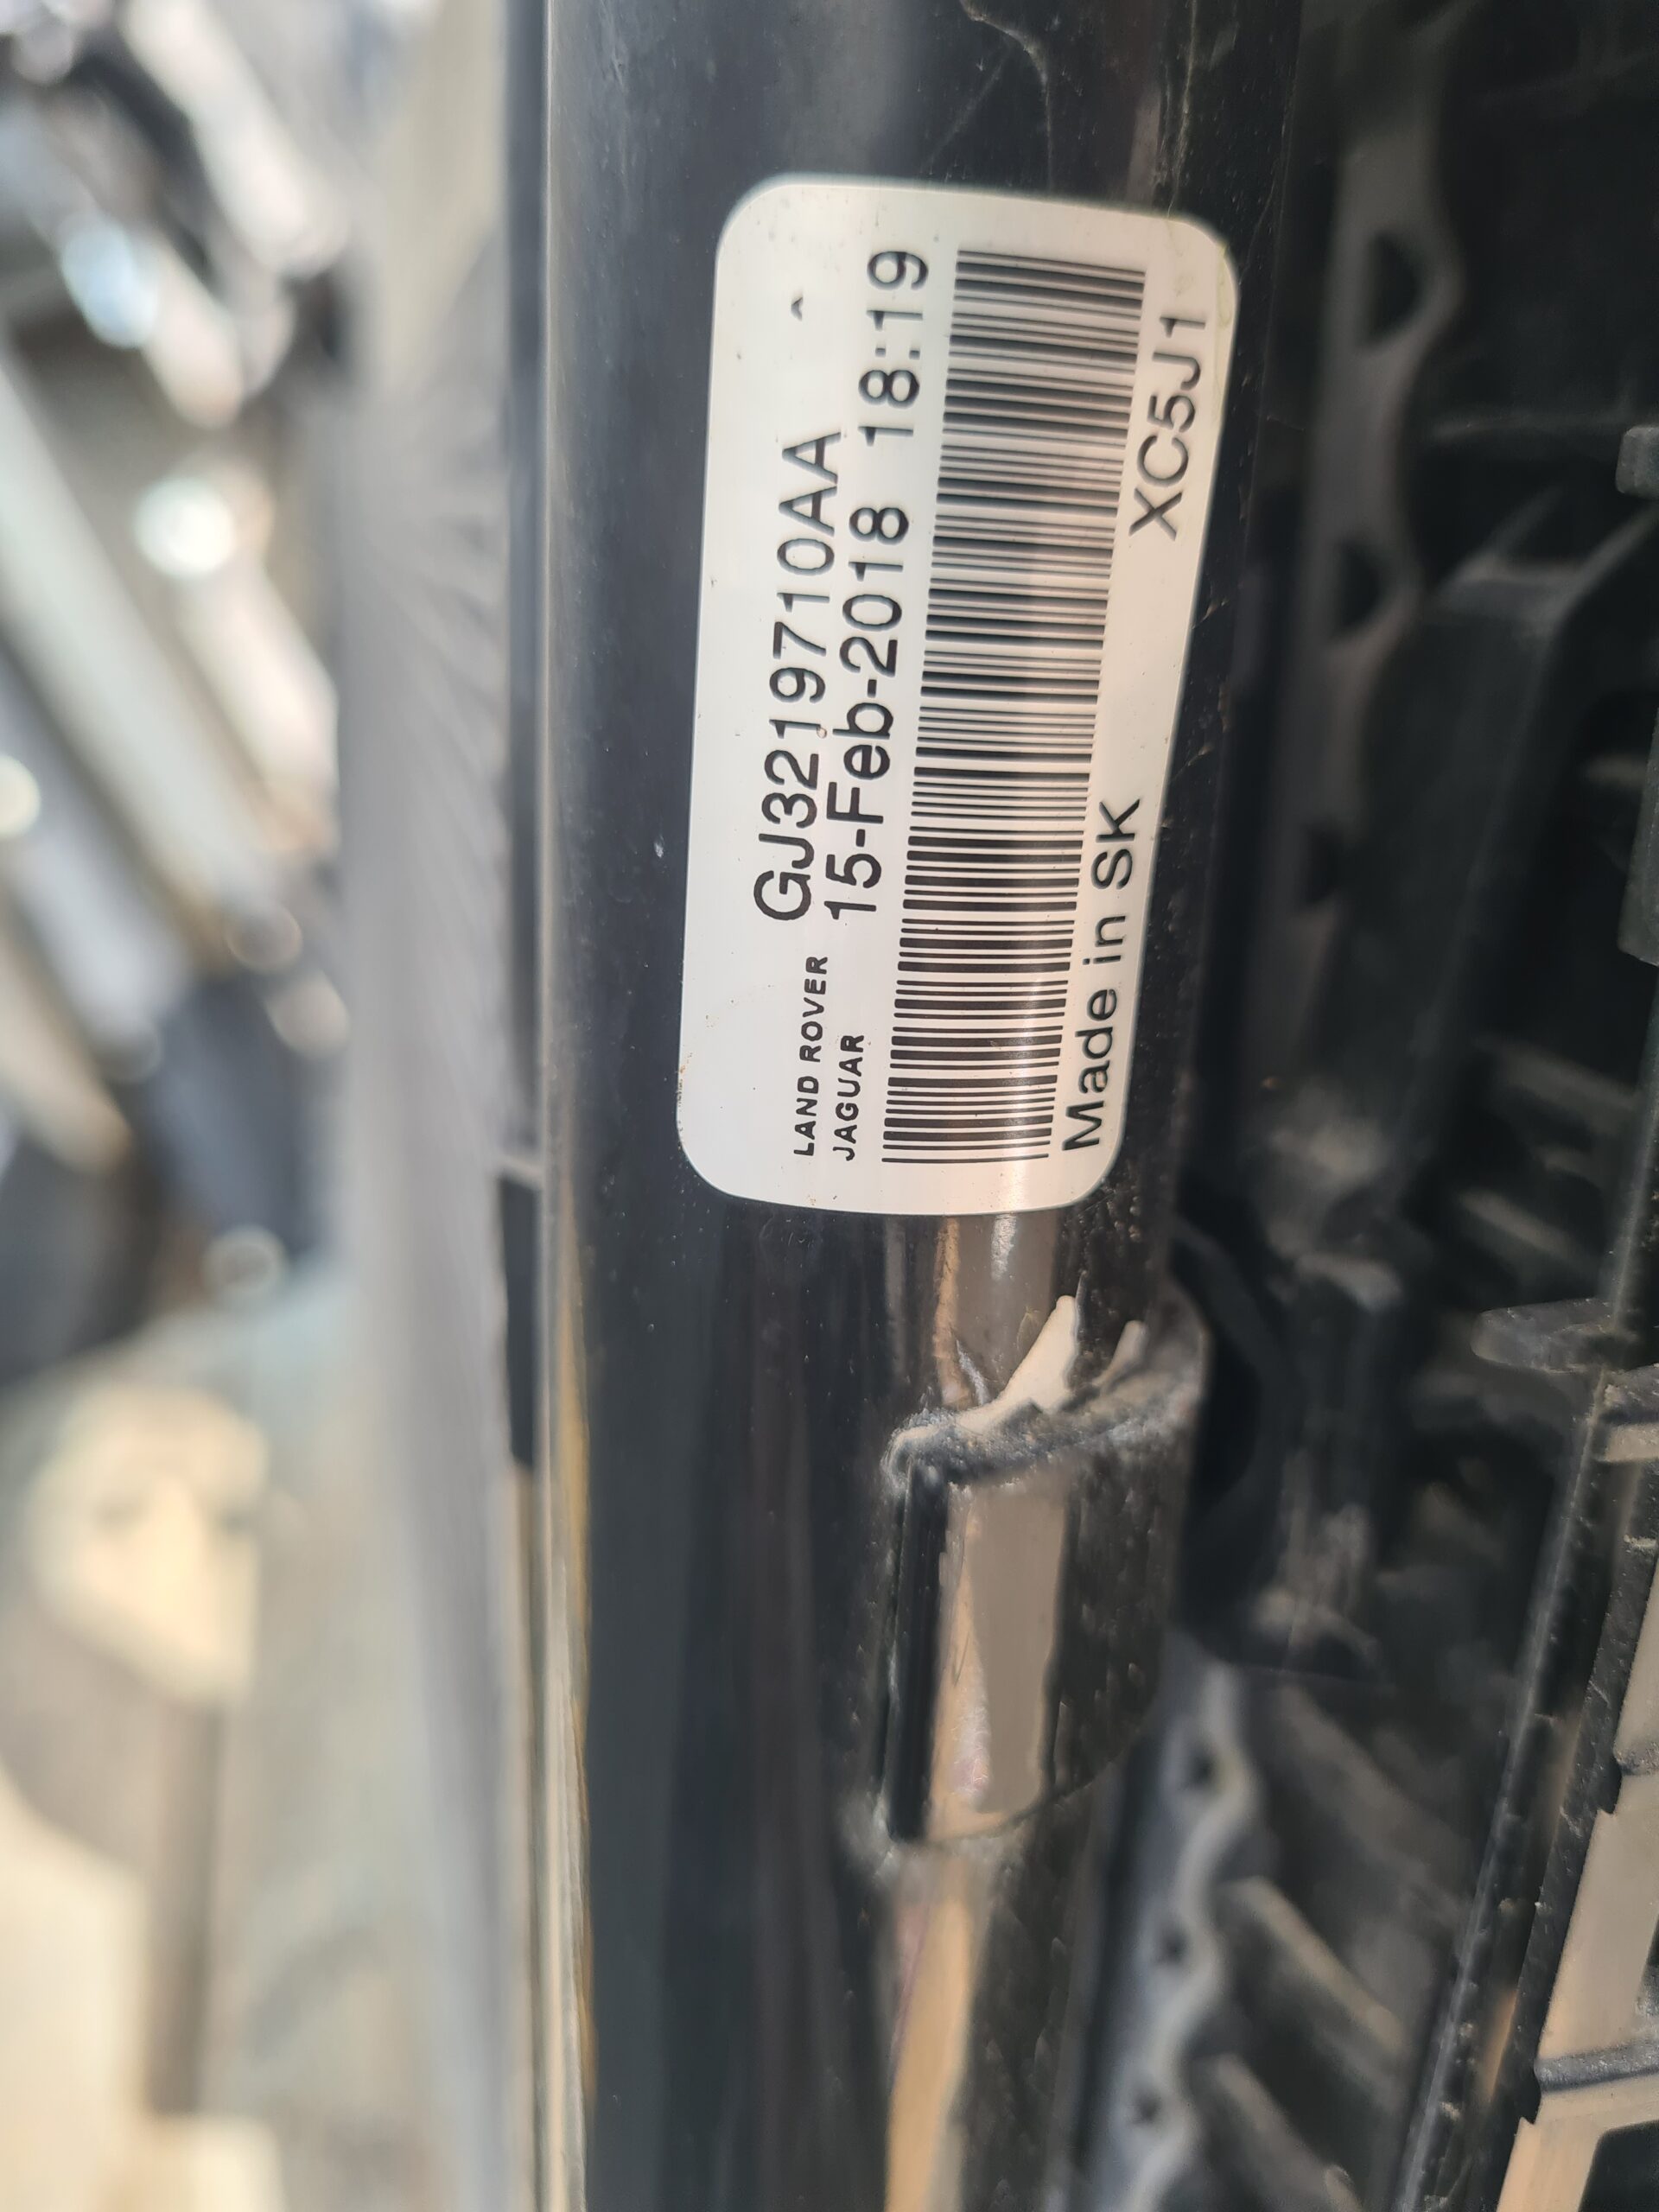 GJ3219710AA
LAND ROVER
15-Feb-2018 18:19
JAGUAR
Made in SK
XC5J1